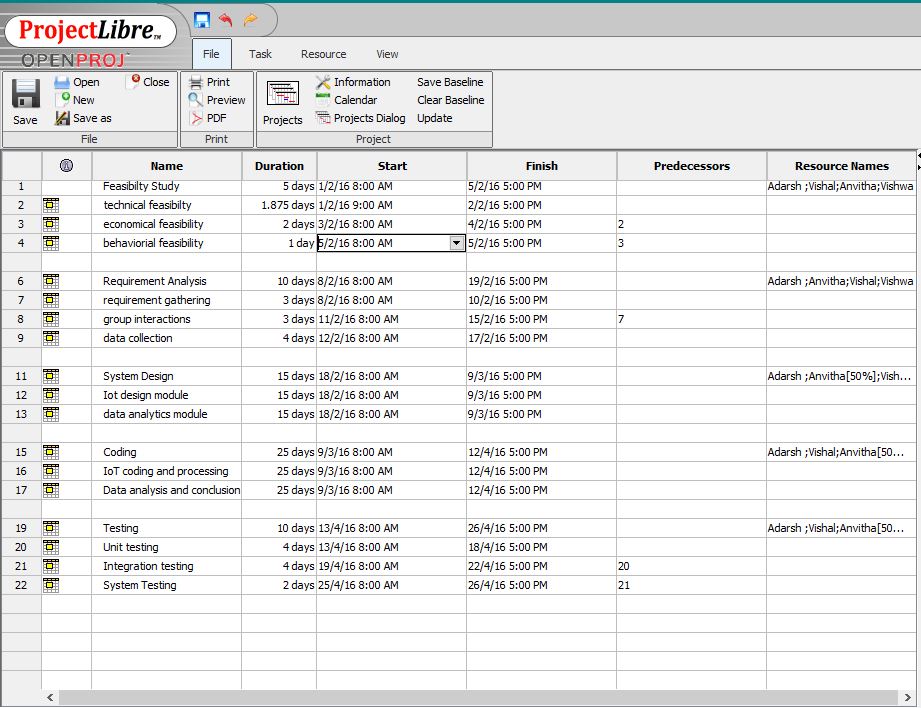 ProjectLibre™
OPENPROJ
File Task Resource View
Save Open New Save as Close File
Print Preview PDF Print
Projects Information Calendar Projects Dialog Save Baseline Clear Baseline Update Project
Name Duration Start Finish Predecessors Resource Names
1 Feasibilty Study 5 days 1/2/16 8:00 AM 5/2/16 5:00 PM Adarsh ;Vishal;Anvitha;Vishwa
2 technical feasibilty 1.875 days 1/2/16 9:00 AM 2/2/16 5:00 PM
3 economical feasibility 2 days 3/2/16 8:00 AM 4/2/16 5:00 PM 2
4 behaviorial feasibility 1 day 5/2/16 8:00 AM 5/2/16 5:00 PM 3
6 Requirement Analysis 10 days 8/2/16 8:00 AM 19/2/16 5:00 PM Adarsh ;Anvitha;Vishal;Vishwa
7 requirement gathering 3 days 8/2/16 8:00 AM 10/2/16 5:00 PM
8 group interactions 3 days 11/2/16 8:00 AM 15/2/16 5:00 PM 7
9 data collection 4 days 12/2/16 8:00 AM 17/2/16 5:00 PM
11 System Design 15 days 18/2/16 8:00 AM 9/3/16 5:00 PM Adarsh ;Anvitha[50%];Vish...
12 Iot design module 15 days 18/2/16 8:00 AM 9/3/16 5:00 PM
13 data analytics module 15 days 18/2/16 8:00 AM 9/3/16 5:00 PM
15 Coding 25 days 9/3/16 8:00 AM 12/4/16 5:00 PM Adarsh ;Vishal;Anvitha[50...
16 IoT coding and processing 25 days 9/3/16 8:00 AM 12/4/16 5:00 PM
17 Data analysis and conclusion 25 days 9/3/16 8:00 AM 12/4/16 5:00 PM
19 Testing 10 days 13/4/16 8:00 AM 26/4/16 5:00 PM Adarsh ;Vishal;Anvitha[50...
20 Unit testing 4 days 13/4/16 8:00 AM 18/4/16 5:00 PM
21 Integration testing 4 days 19/4/16 8:00 AM 22/4/16 5:00 PM 20
22 System Testing 2 days 25/4/16 8:00 AM 26/4/16 5:00 PM 21